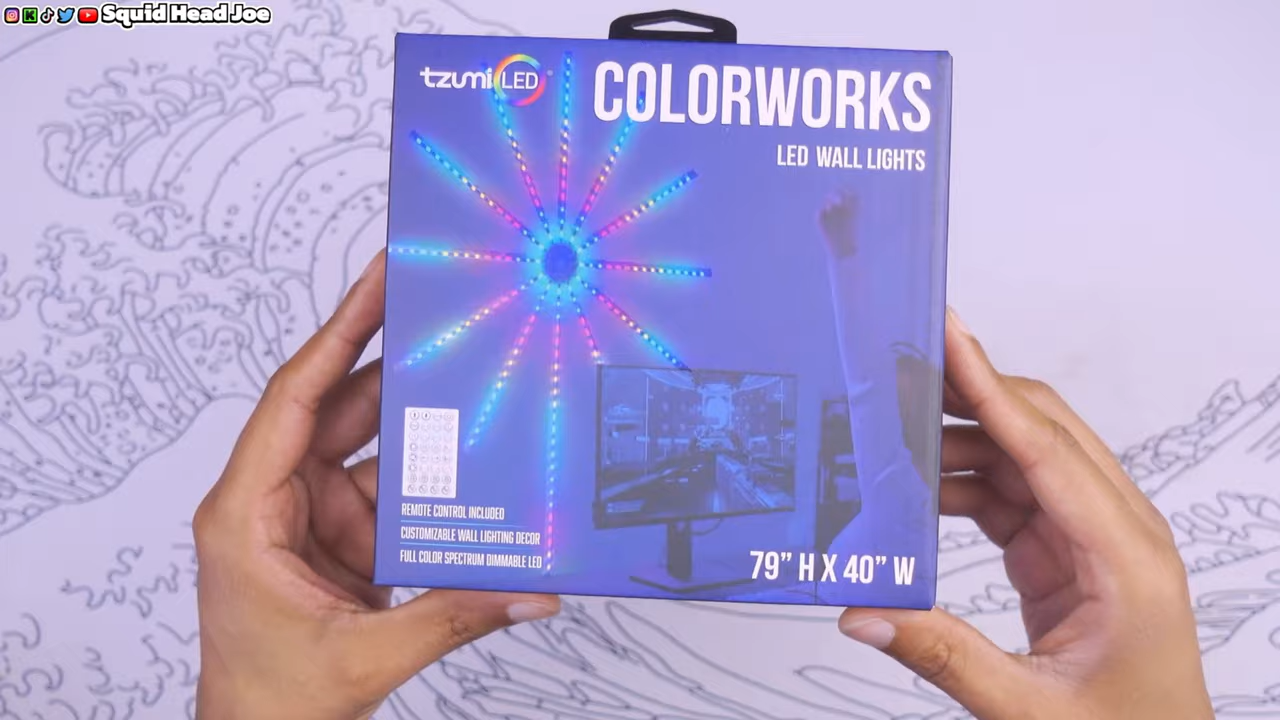 Squid Head Joe
tzumi LED
COLORWORKS
LED WALL LIGHTS
REMOTE CONTROL INCLUDED
CUSTOMIZABLE WALL LIGHTING DECOR
FULL COLOR SPECTRUM DIMMABLE LED
79” H X 40” W